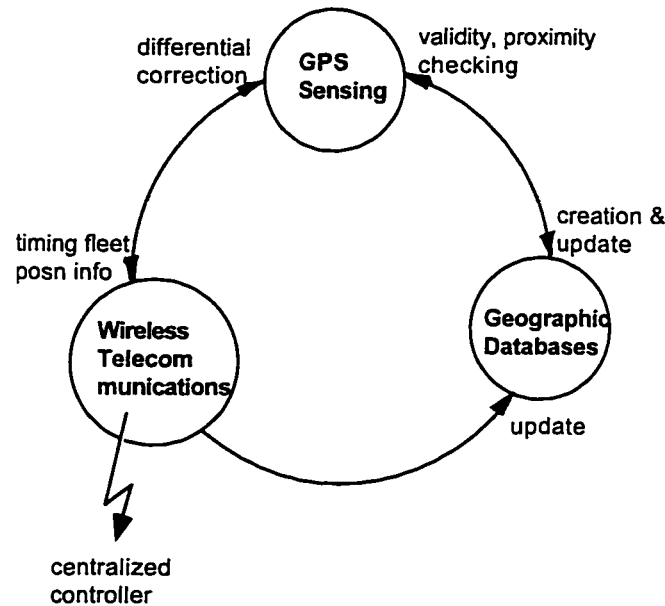 differential
correction
GPS
Sensing
validity, proximity
checking
timing fleet
posn info
creation &
update
Wireless
Telecom
munications
Geographic
Databases
update
centralized
controller